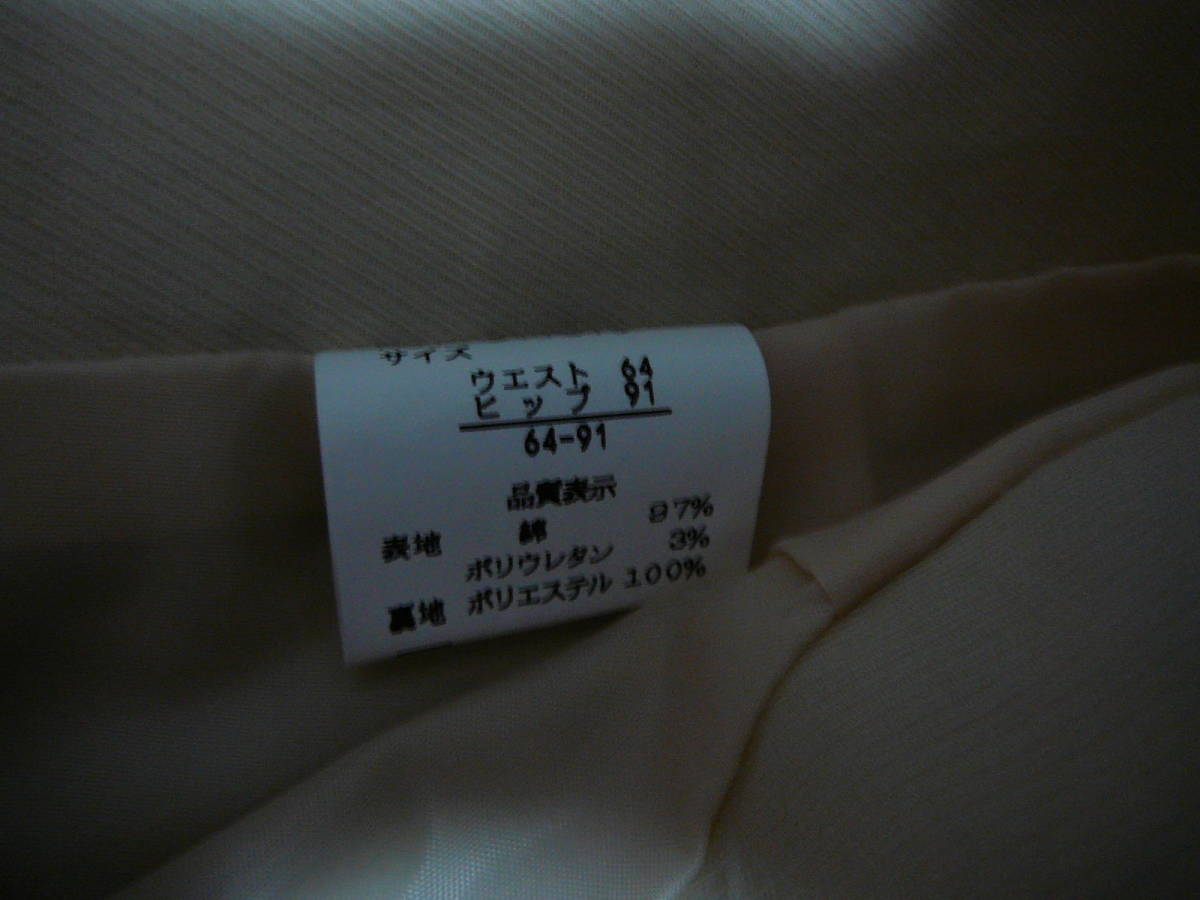 サイズ
ウエスト 64
ヒップ 91
64-91
品質表示
表地 綿 97%
ポリウレタン 3%
裏地 ポリエステル 100%